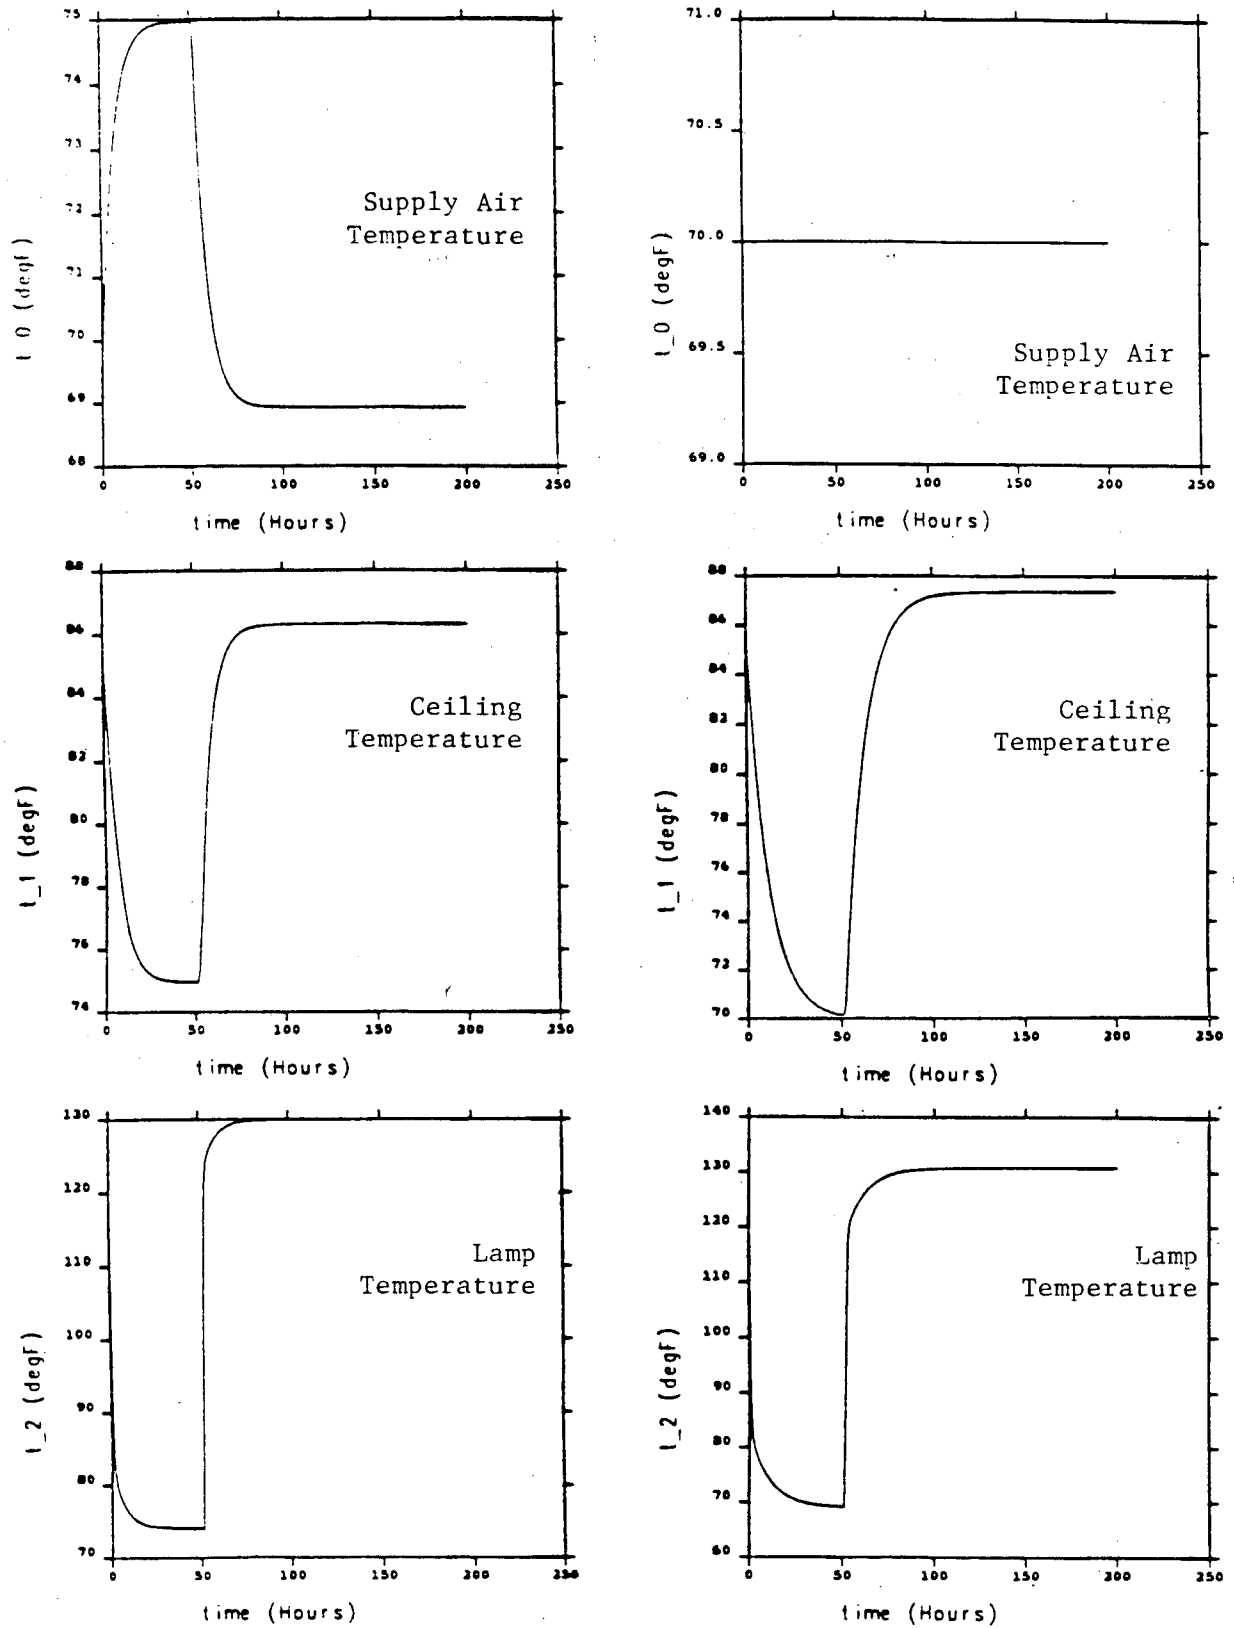 75
74
73
72
71
70
69
68
t_0 (degF)
Supply Air
Temperature
0 50 100 150 200 250
time (Hours)
71.0
70.5
70.0
69.5
69.0
t_0 (degF)
Supply Air
Temperature
0 50 100 150 200 250
time (Hours)
88
86
84
82
80
78
76
74
t_1 (degF)
Ceiling
Temperature
0 50 100 150 200 250
time (Hours)
88
86
84
82
80
78
76
74
72
70
t_1 (degF)
Ceiling
Temperature
0 50 100 150 200 250
time (Hours)
130
120
110
100
90
80
70
t_2 (degF)
Lamp
Temperature
0 50 100 150 200 250
time (Hours)
140
130
120
110
100
90
80
70
60
t_2 (degF)
Lamp
Temperature
0 50 100 150 200 250
time (Hours)